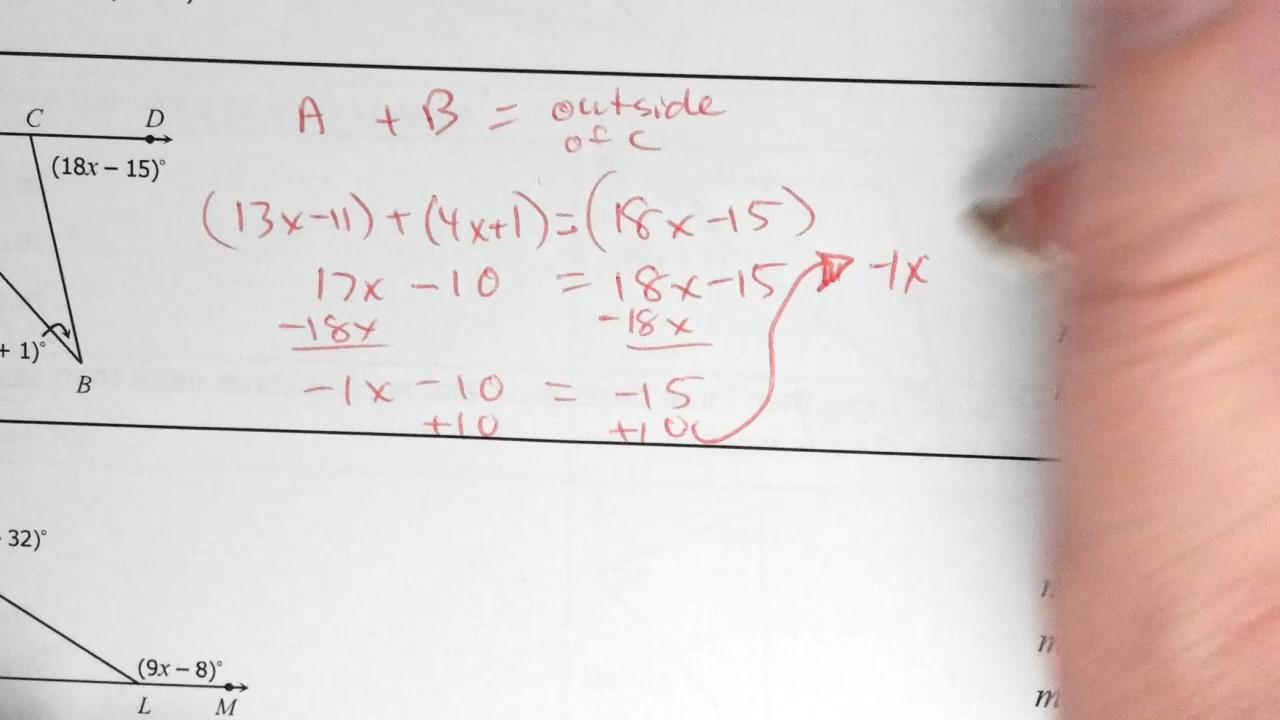 C D
(18x – 15)°
A + B = outside
of C
(13x-11) + (4x+1) = (18x-15)
17x - 10 = 18x-15 -1x
-18x -18x
+ 1)°
B
-1x - 10 = -15
+10 +10
32)°
(9x – 8)°
L M
m